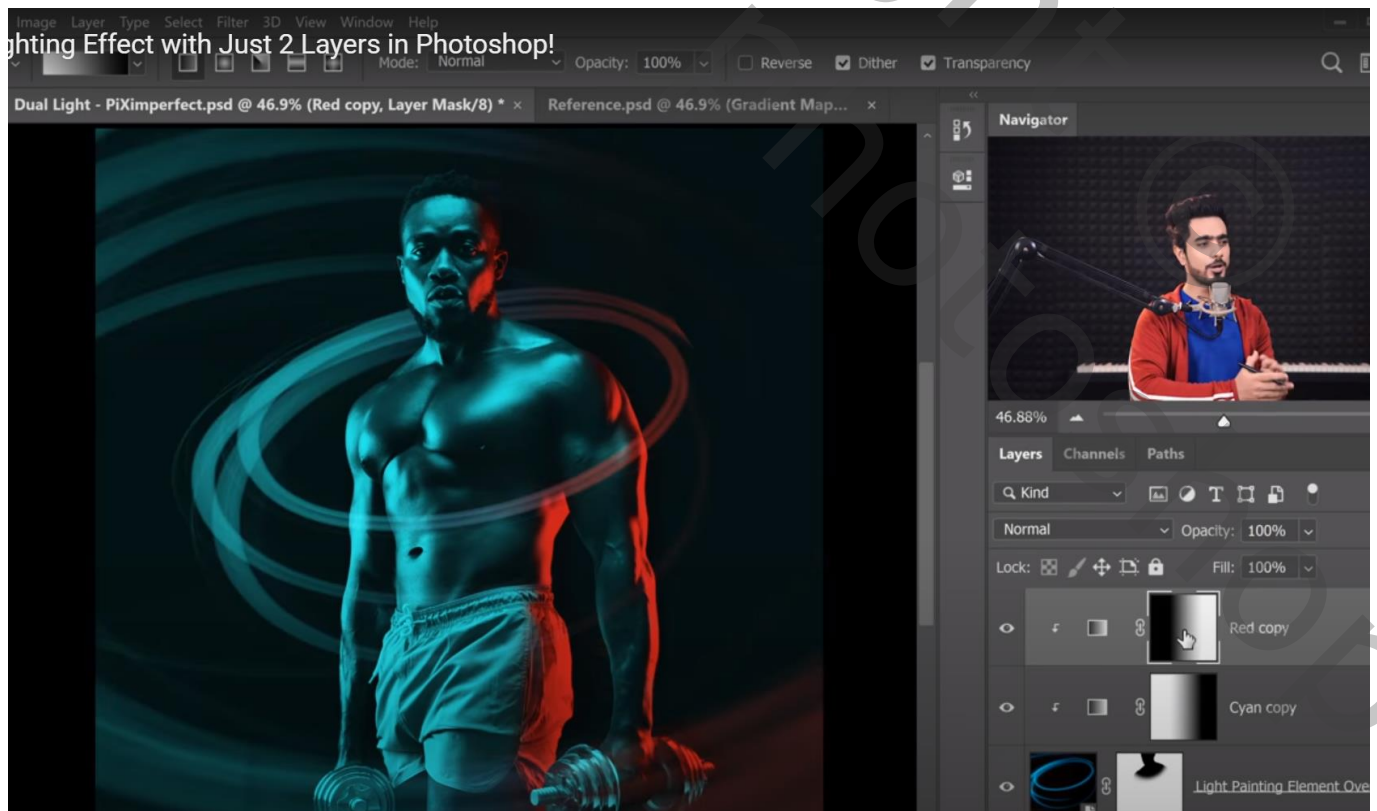 Image Layer Type Select Filter 3D View Window Help
ghting Effect with Just 2 Layers in Photoshop!
Mode: Normal Opacity: 100% Reverse Dither Transparency
Dual Light - PiXimperfect.psd @ 46.9% (Red copy, Layer Mask/8) * × Reference.psd @ 46.9% (Gradient Map... ×
Navigator
46.88%
Layers Channels Paths
Kind
Normal Opacity: 100%
Lock: Fill: 100%
Red copy
Cyan copy
Light Painting Element Ove